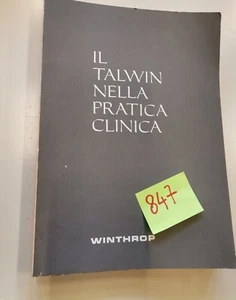 IL
TALWIN
NELLA
PRATICA
CLINICA
847
WINTHROP